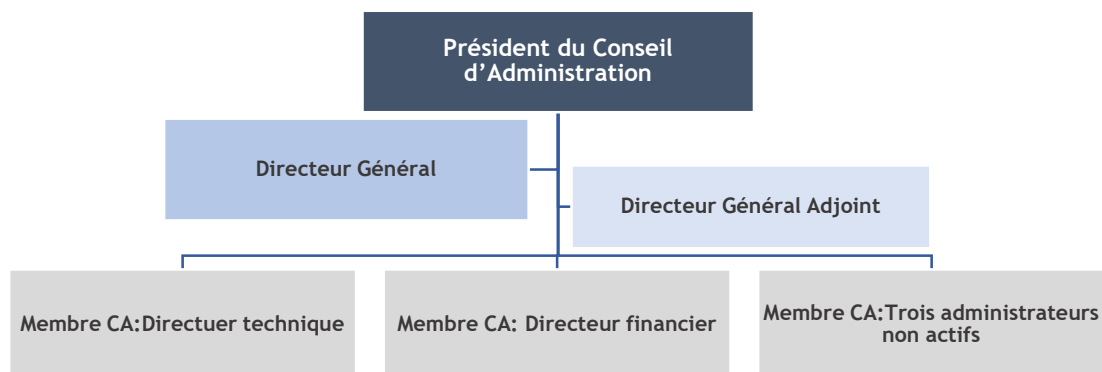 Président du Conseil
d’Administration
Directeur Général
Directeur Général Adjoint
Membre CA:Directuer technique
Membre CA: Directeur financier
Membre CA:Trois administrateurs
non actifs